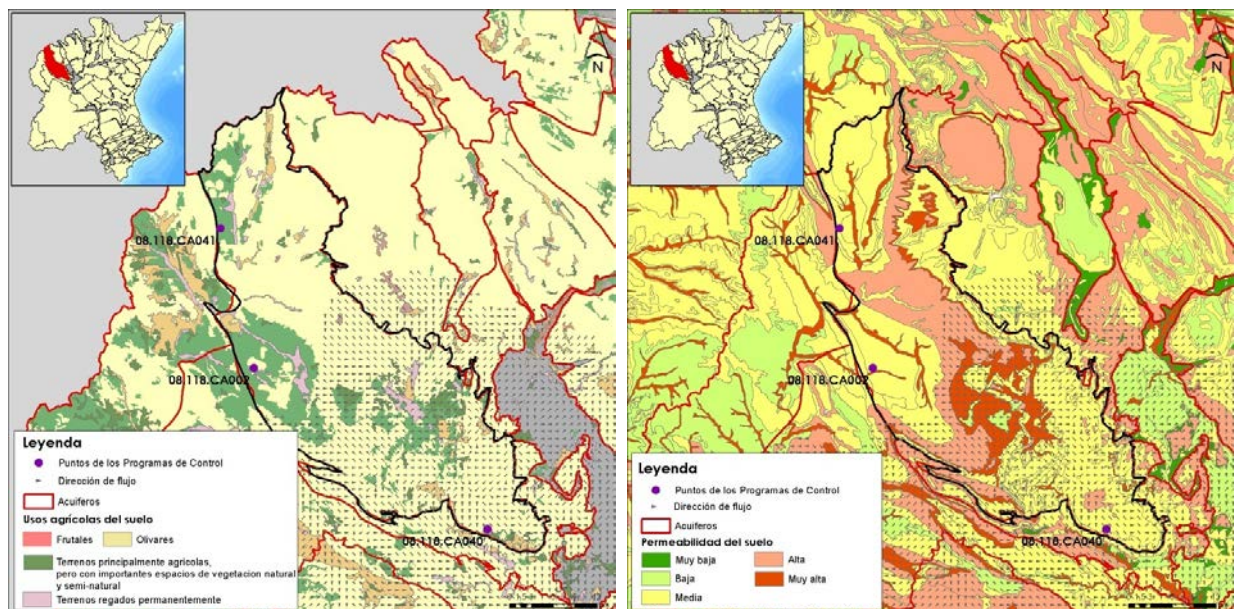 N
08.118.CA041
08.118.CA002
08.118.CA040
Leyenda
Puntos de los Programas de Control
Dirección de flujo
Acuíferos
Usos agrícolas del suelo
Frutales
Olivares
Terrenos principalmente agrícolas,
pero con importantes espacios de vegetacion natural
y semi-natural
Terrenos regados permanentemente
N
08.118.CA041
08.118.CA002
08.118.CA040
Leyenda
Puntos de los Programas de Control
Dirección de flujo
Acuíferos
Permeabilidad del suelo
Muy baja
Alta
Baja
Muy alta
Media